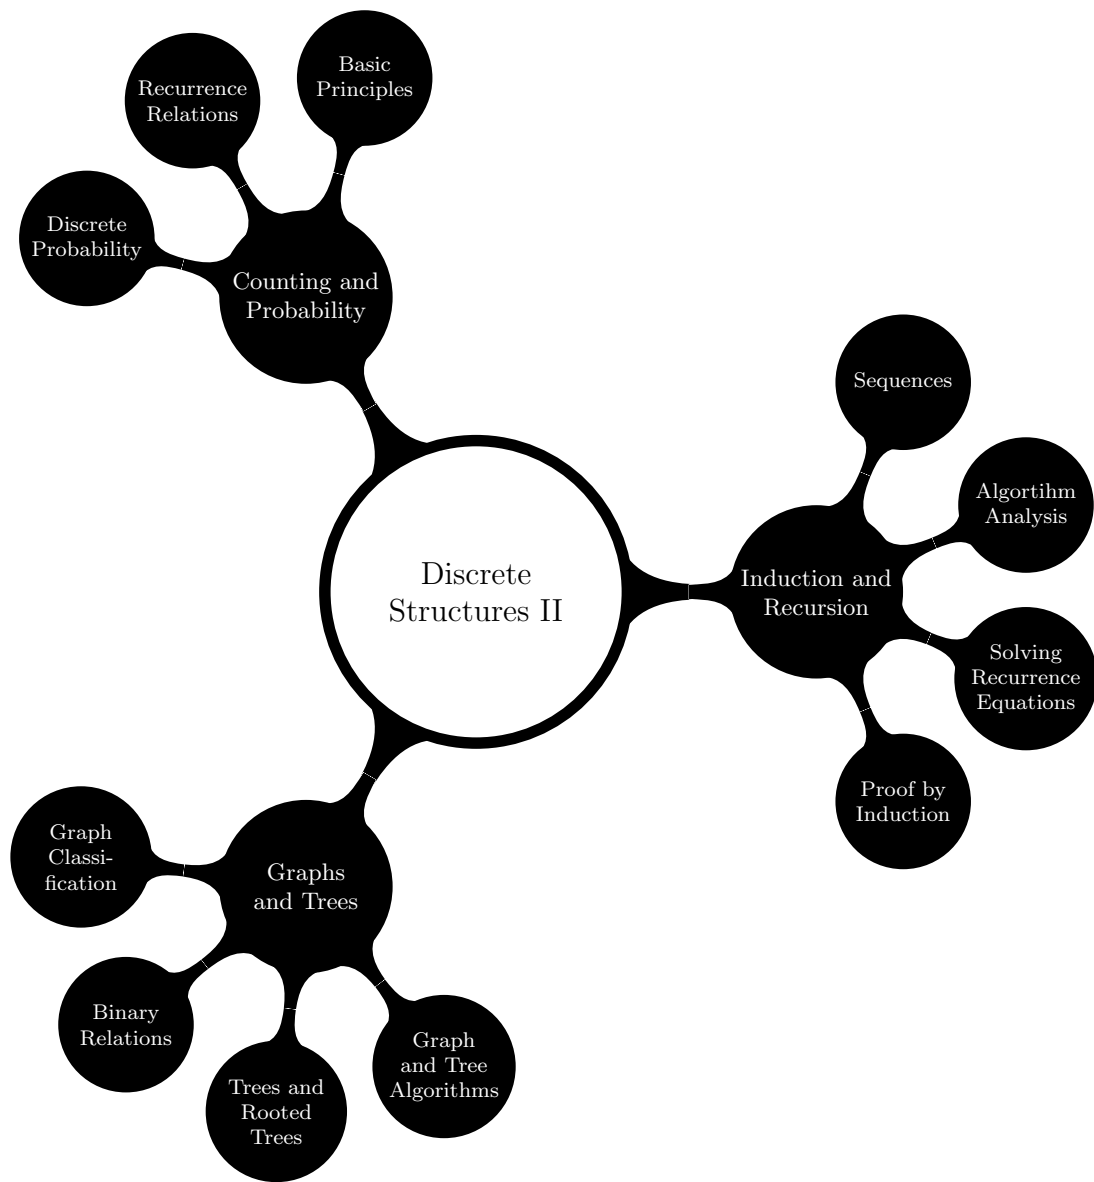 Basic
Principles
Recurrence
Relations
Discrete
Probability
Counting and
Probability
Sequences
Algortihm
Analysis
Induction and
Recursion
Solving
Recurrence
Equations
Proof by
Induction
Discrete
Structures II
Graph
Classi-
fication
Graphs
and Trees
Binary
Relations
Trees and
Rooted
Trees
Graph
and Tree
Algorithms